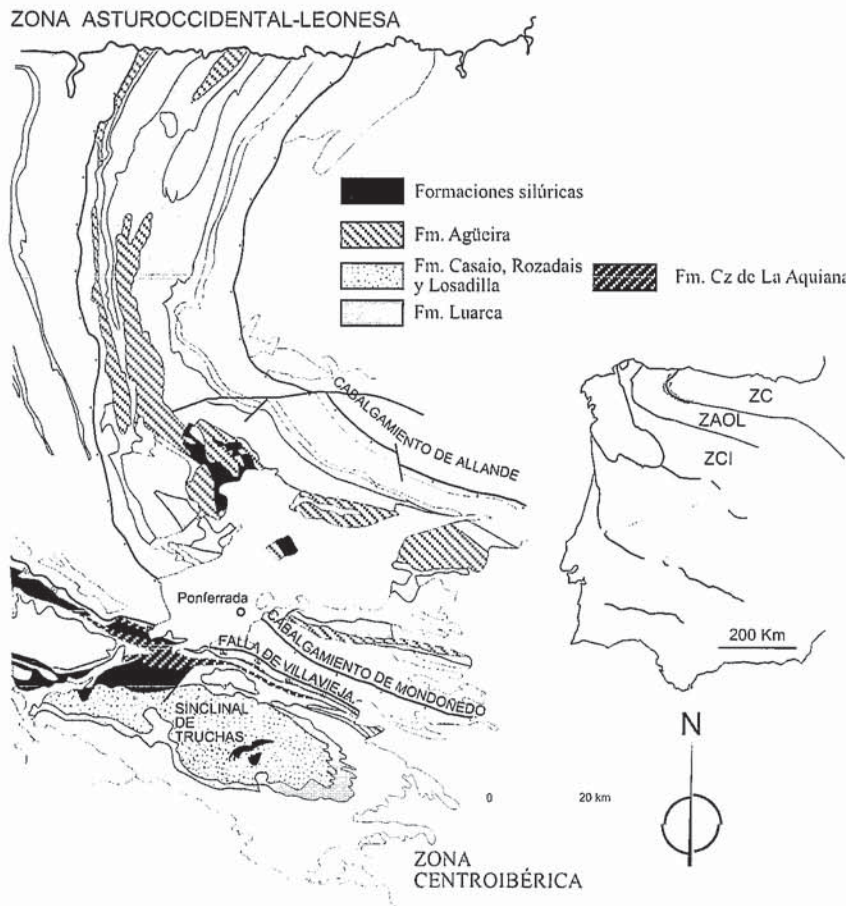 ZONA ASTUROCCIDENTAL-LEONESA
Formaciones silúricas
Fm. Agüeira
Fm. Casaio, Rozadais
y Losadilla
Fm. Cz de La Aquiana
Fm. Luarca
CABALGAMIENTO DE ALLANDE
ZC
ZAOL
ZCI
200 Km
Ponferrada
CABALGAMIENTO DE MONDOÑEDO
FALLA DE VILLAVIEJA
SINCLINAL
DE
TRUCHAS
N
0 20 km
ZONA
CENTROIBÉRICA